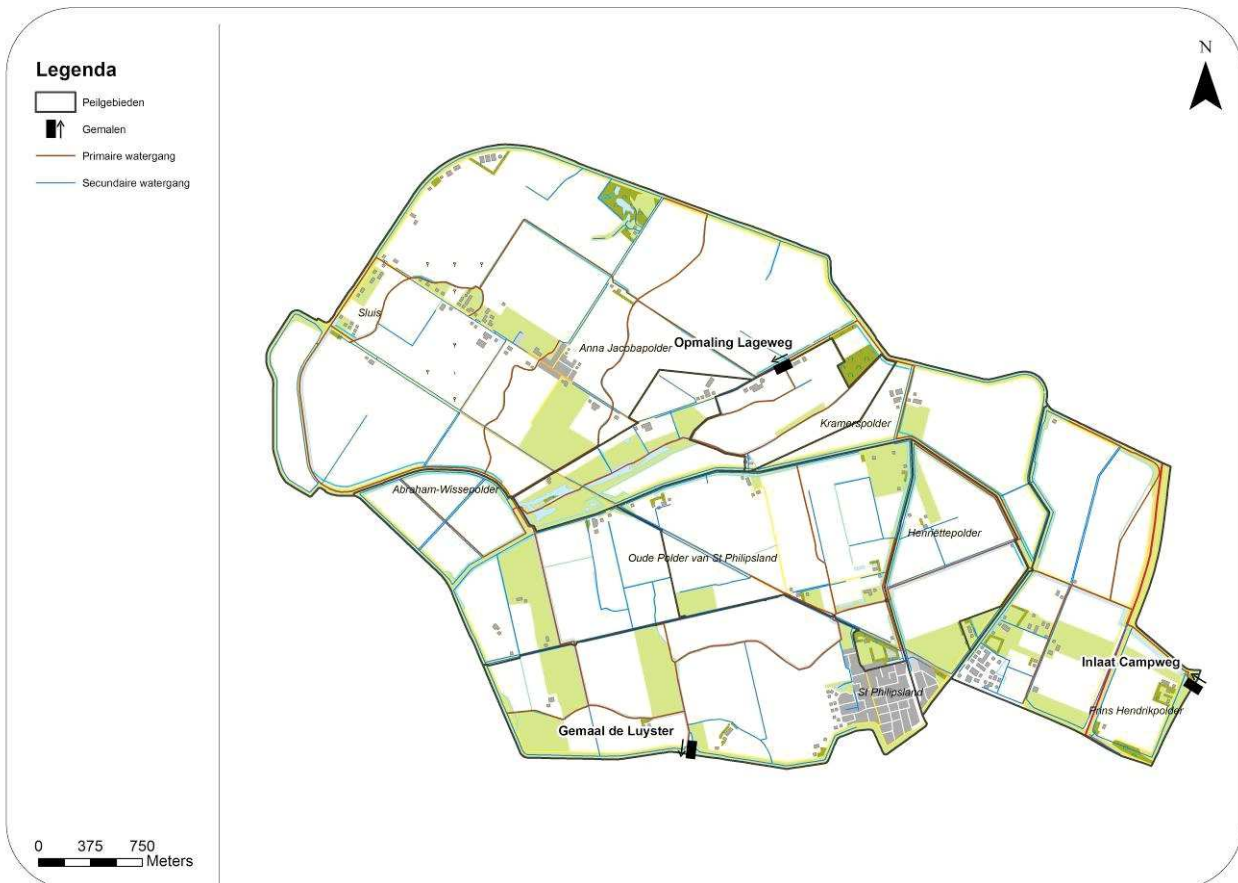 Legenda
Peilgebieden
Gemalen
Primaire watergang
Secundaire watergang
0 375 750
Meters
N
Sluis
Anna Jacobapolder
Opmaling Lageweg
Kramerspolder
Abraham-Wissepolder
Oude Polder van St Philipsland
Hennettepolder
Inlaat Campweg
St Philipsland
Prins Hendrikpolder
Gemaal de Luyster